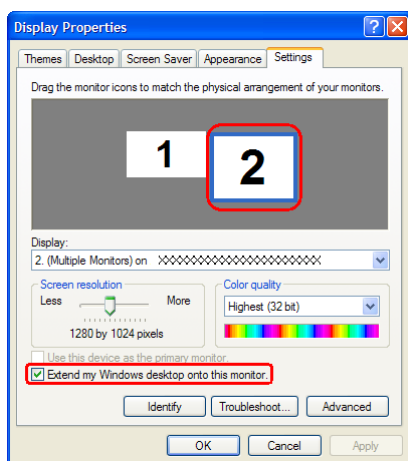 Display Properties
Themes Desktop Screen Saver Appearance Settings
Drag the monitor icons to match the physical arrangement of your monitors.
1 2
Display:
2. (Multiple Monitors) on XXXXXXXXXXXXXXXXXXXXXXX
Screen resolution
Less More
1280 by 1024 pixels
Color quality
Highest (32 bit)
Use this device as the primary monitor.
Extend my Windows desktop onto this monitor.
Identify Troubleshoot... Advanced
OK Cancel Apply